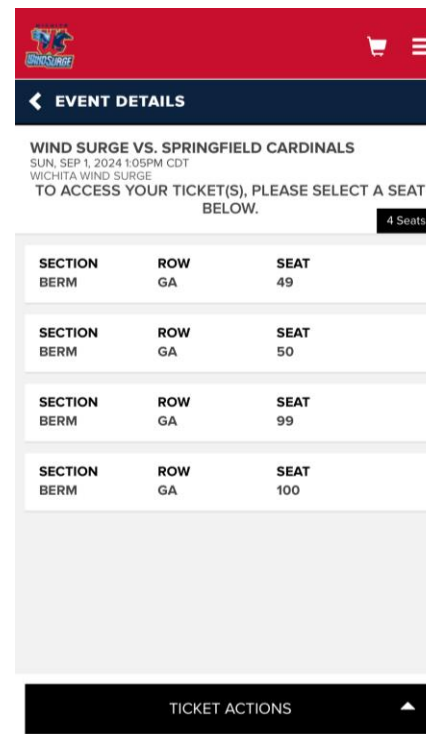 WIND SURGE
EVENT DETAILS
WIND SURGE VS. SPRINGFIELD CARDINALS
SUN, SEP 1, 2024 1:05PM CDT
WICHITA WIND SURGE
TO ACCESS YOUR TICKET(S), PLEASE SELECT A SEAT
BELOW.
4 Seats
SECTION ROW SEAT
BERM GA 49
SECTION ROW SEAT
BERM GA 50
SECTION ROW SEAT
BERM GA 99
SECTION ROW SEAT
BERM GA 100
TICKET ACTIONS